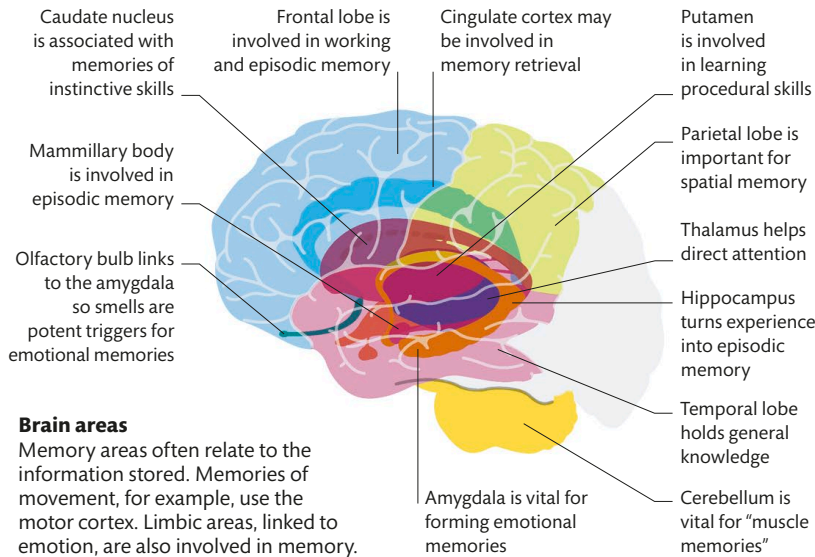 Caudate nucleus
is associated with
memories of
instinctive skills
Frontal lobe is
involved in working
and episodic memory
Cingulate cortex may
be involved in
memory retrieval
Putamen
is involved
in learning
procedural skills
Mammillary body
is involved in
episodic memory
Parietal lobe is
important for
spatial memory
Olfactory bulb links
to the amygdala
so smells are
potent triggers for
emotional memories
Thalamus helps
direct attention
Hippocampus
turns experience
into episodic
memory
Temporal lobe
holds general
knowledge
Brain areas
Memory areas often relate to the
information stored. Memories of
movement, for example, use the
motor cortex. Limbic areas, linked to
emotion, are also involved in memory.
Amygdala is vital for
forming emotional
memories
Cerebellum is
vital for “muscle
memories”